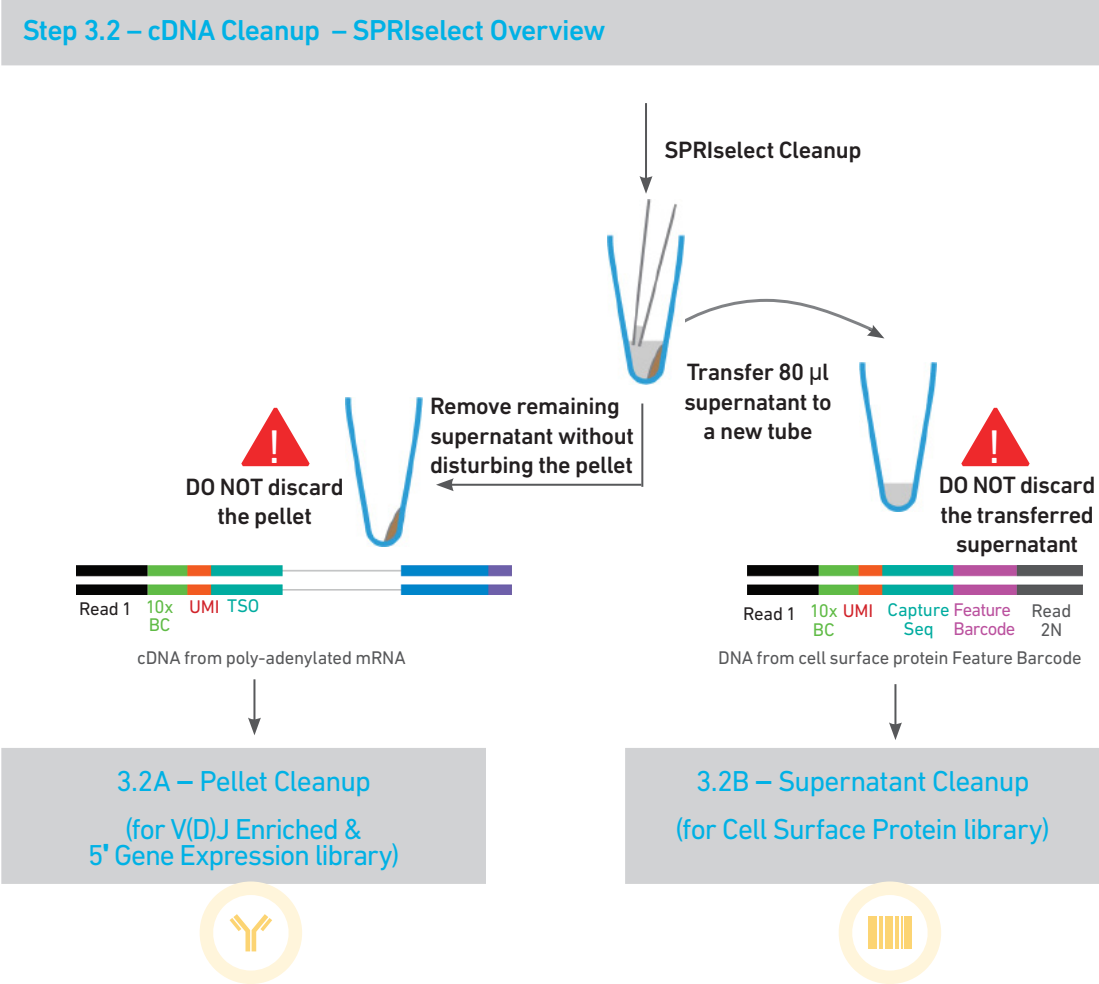 Step 3.2 – cDNA Cleanup – SPRIselect Overview
SPRIselect Cleanup
Transfer 80 µl
supernatant to
a new tube
Remove remaining
supernatant without
disturbing the pellet
!
DO NOT discard
the pellet
!
DO NOT discard
the transferred
supernatant
Read 1
10x
BC
UMI
TSO
cDNA from poly-adenylated mRNA
Read 1
10x
BC
UMI
Capture
Seq
Feature
Barcode
Read
2N
DNA from cell surface protein Feature Barcode
3.2A – Pellet Cleanup
(for V(D)J Enriched &
5' Gene Expression library)
3.2B – Supernatant Cleanup
(for Cell Surface Protein library)